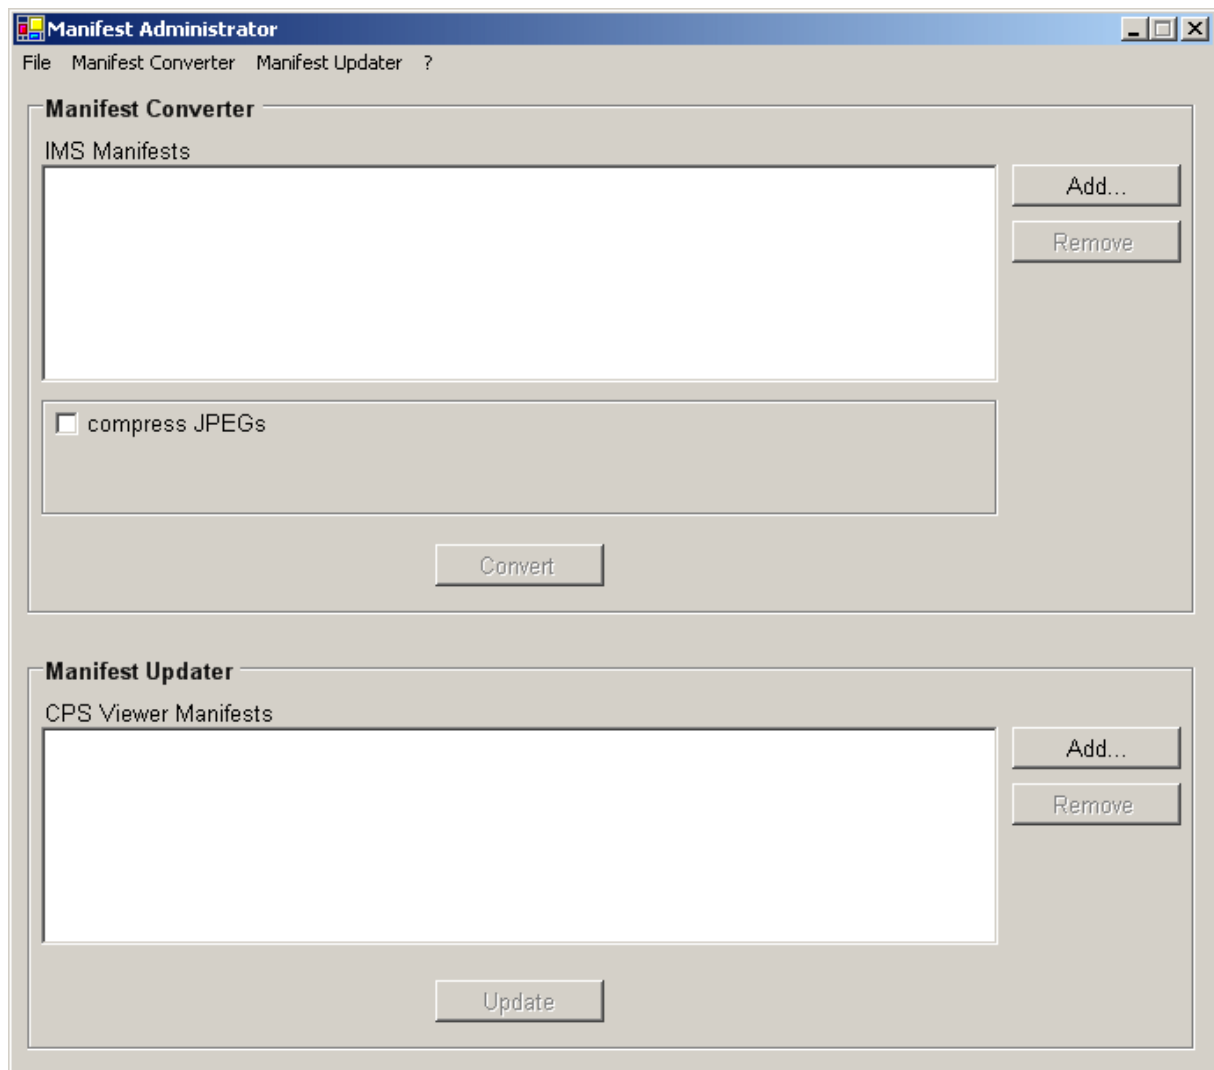 Manifest Administrator
File Manifest Converter Manifest Updater ?
Manifest Converter
IMS Manifests
Add...
Remove
compress JPEGs
Convert
Manifest Updater
CPS Viewer Manifests
Add...
Remove
Update